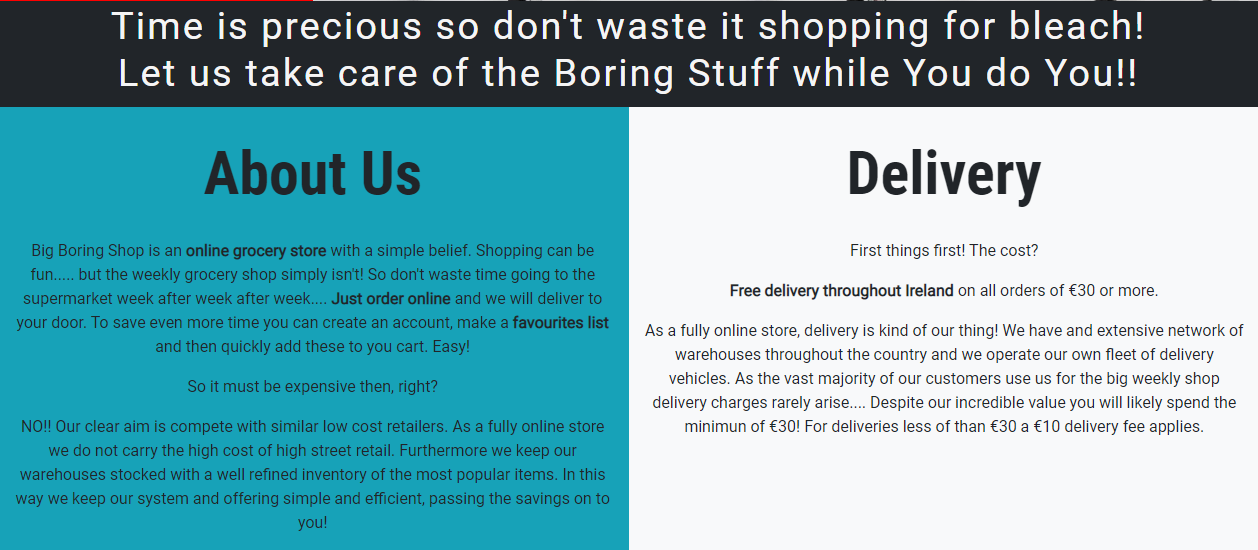 Time is precious so don't waste it shopping for bleach!
Let us take care of the Boring Stuff while You do You!!
About Us
Big Boring Shop is an online grocery store with a simple belief. Shopping can be
fun..... but the weekly grocery shop simply isn't! So don't waste time going to the
supermarket week after week after week.... Just order online and we will deliver to
your door. To save even more time you can create an account, make a favourites list
and then quickly add these to you cart. Easy!
So it must be expensive then, right?
NO!! Our clear aim is compete with similar low cost retailers. As a fully online store
we do not carry the high cost of high street retail. Furthermore we keep our
warehouses stocked with a well refined inventory of the most popular items. In this
way we keep our system and offering simple and efficient, passing the savings on to
you!
Delivery
First things first! The cost?
Free delivery throughout Ireland on all orders of €30 or more.
As a fully online store, delivery is kind of our thing! We have and extensive network of
warehouses throughout the country and we operate our own fleet of delivery
vehicles. As the vast majority of our customers use us for the big weekly shop
delivery charges rarely arise.... Despite our incredible value you will likely spend the
minimun of €30! For deliveries less of than €30 a €10 delivery fee applies.